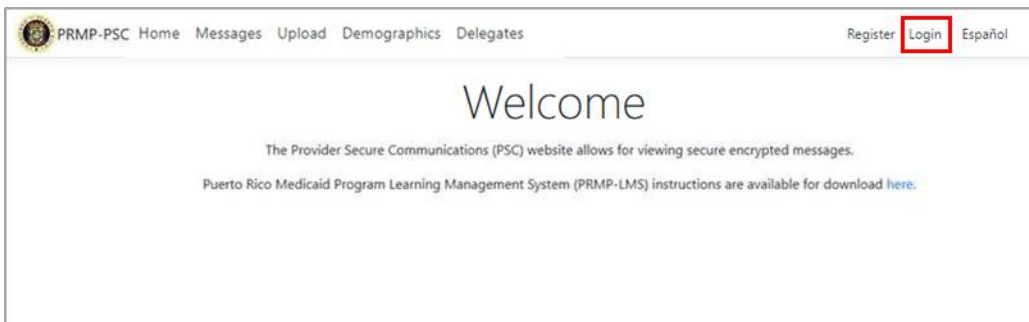 PRMP-PSC Home Messages Upload Demographics Delegates Register Login Español
Welcome
The Provider Secure Communications (PSC) website allows for viewing secure encrypted messages.
Puerto Rico Medicaid Program Learning Management System (PRMP-LMS) instructions are available for download here.